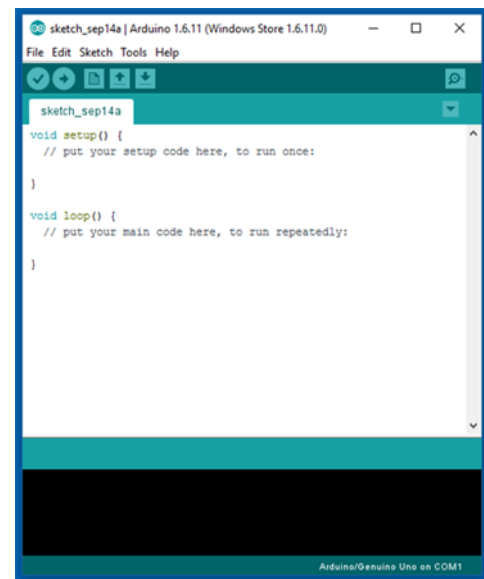 sketch_sep14a | Arduino 1.6.11 (Windows Store 1.6.11.0)
File Edit Sketch Tools Help
sketch_sep14a
void setup() {
  // put your setup code here, to run once:
}
void loop() {
  // put your main code here, to run repeatedly:
}
Arduino/Genuino Uno on COM1